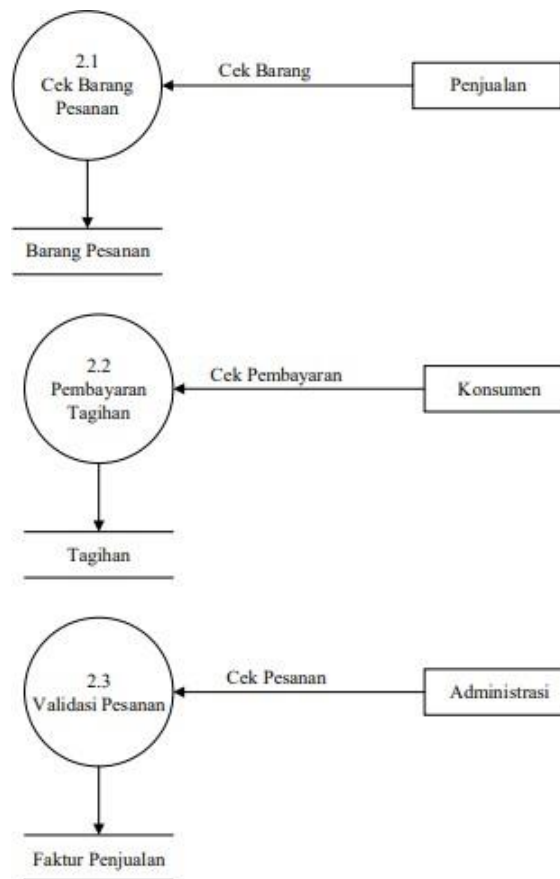 2.1
Cek Barang
Pesanan
Cek Barang
Penjualan
Barang Pesanan
2.2
Pembayaran
Tagihan
Cek Pembayaran
Konsumen
Tagihan
2.3
Validasi Pesanan
Cek Pesanan
Administrasi
Faktur Penjualan